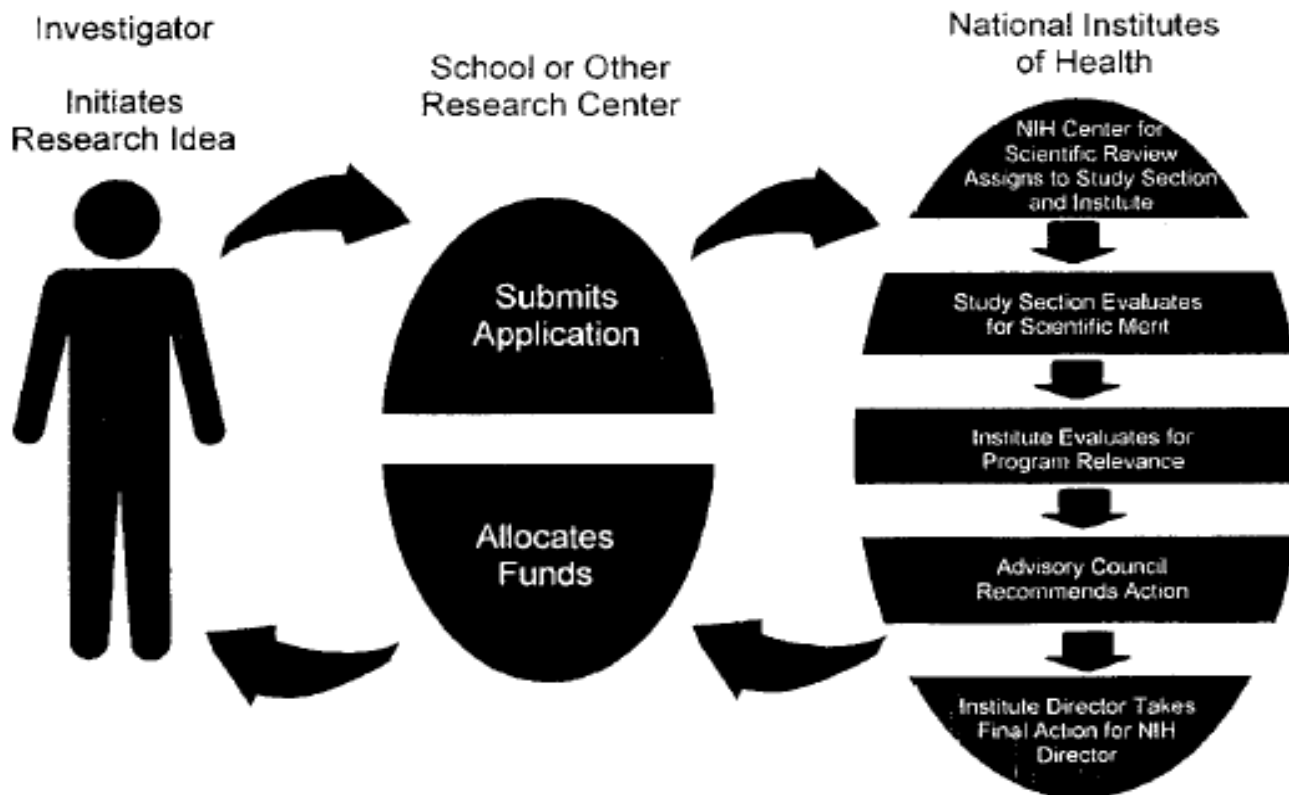 Investigator
Initiates
Research Idea
School or Other
Research Center
Submits
Application
Allocates
Funds
National Institutes
of Health
NIH Center for
Scientific Review
Assigns to Study Section
and Institute
Study Section Evaluates
for Scientific Merit
Institute Evaluates for
Program Relevance
Advisory Council
Recommends Action
Institute Director Takes
Final Action for NIH
Director